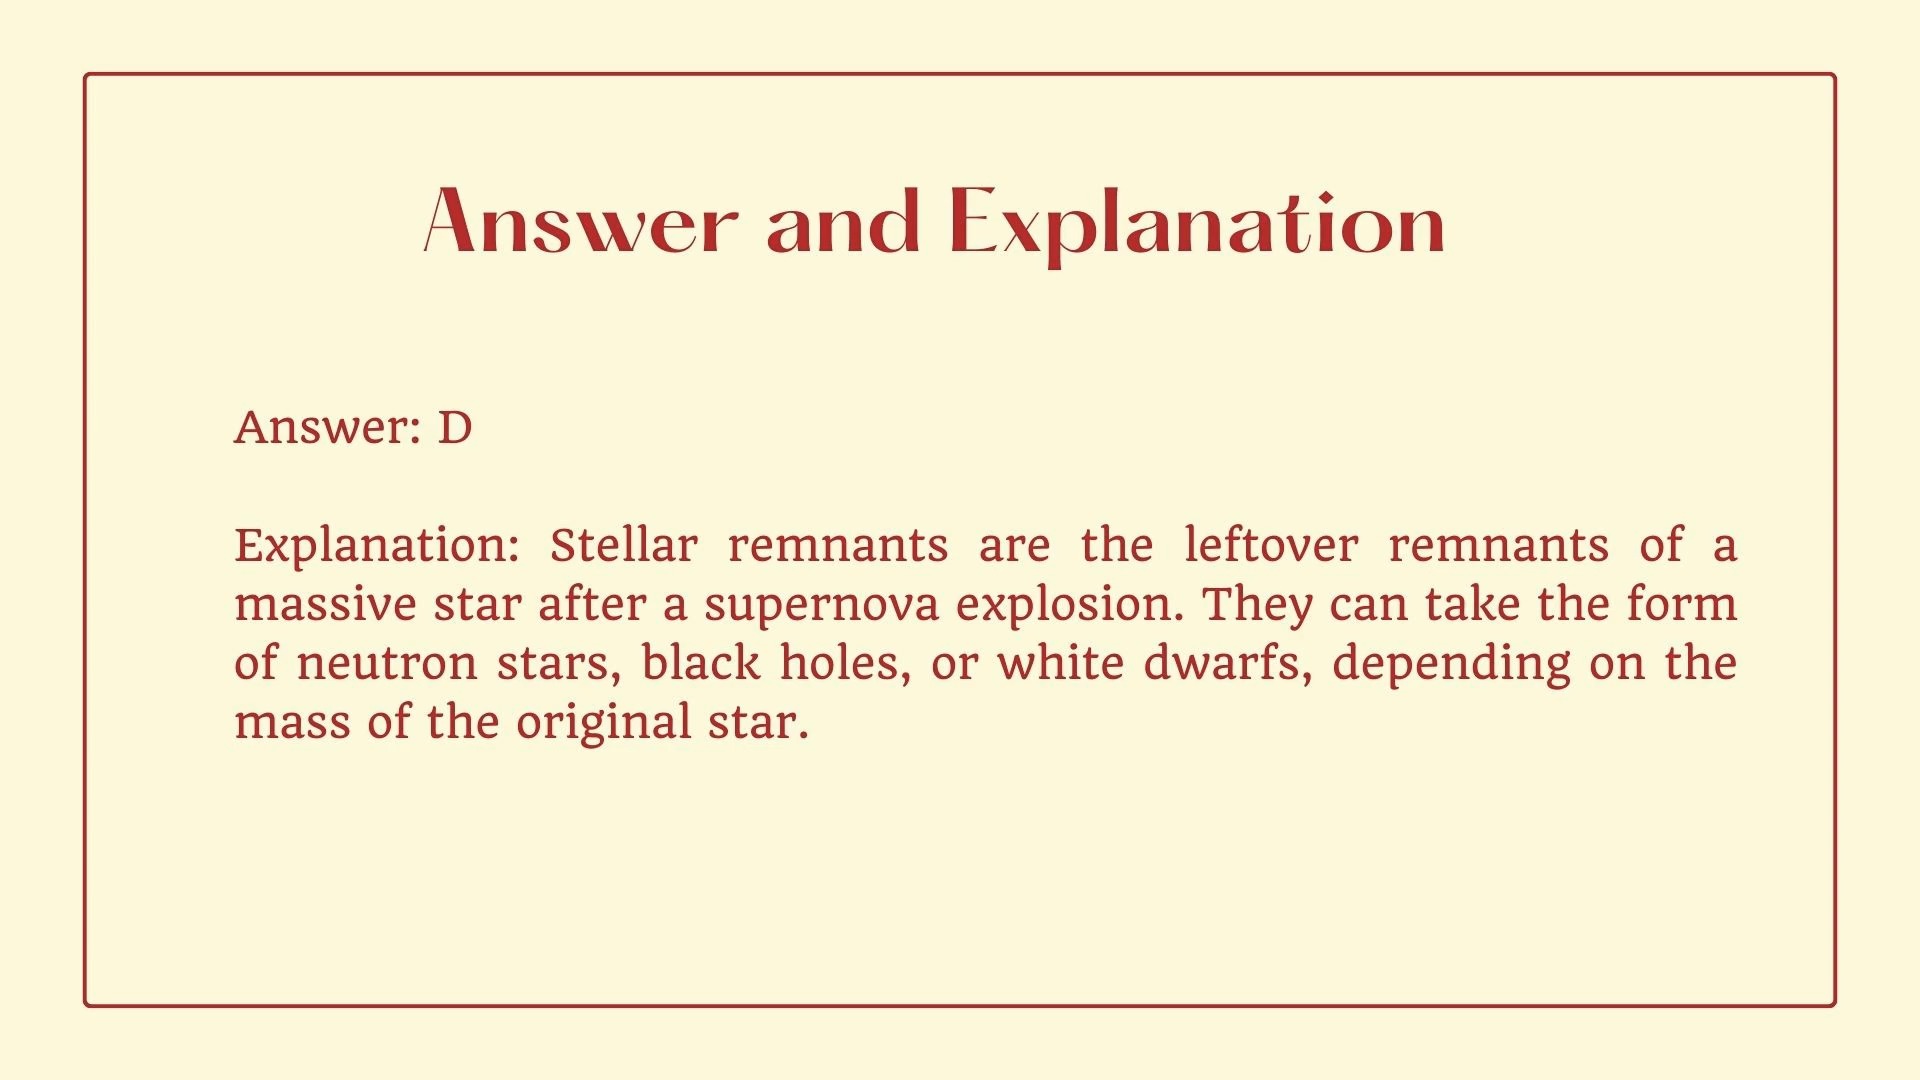 Answer and Explanation
Answer: D
Explanation: Stellar remnants are the leftover remnants of a
massive star after a supernova explosion. They can take the form
of neutron stars, black holes, or white dwarfs, depending on the
mass of the original star.